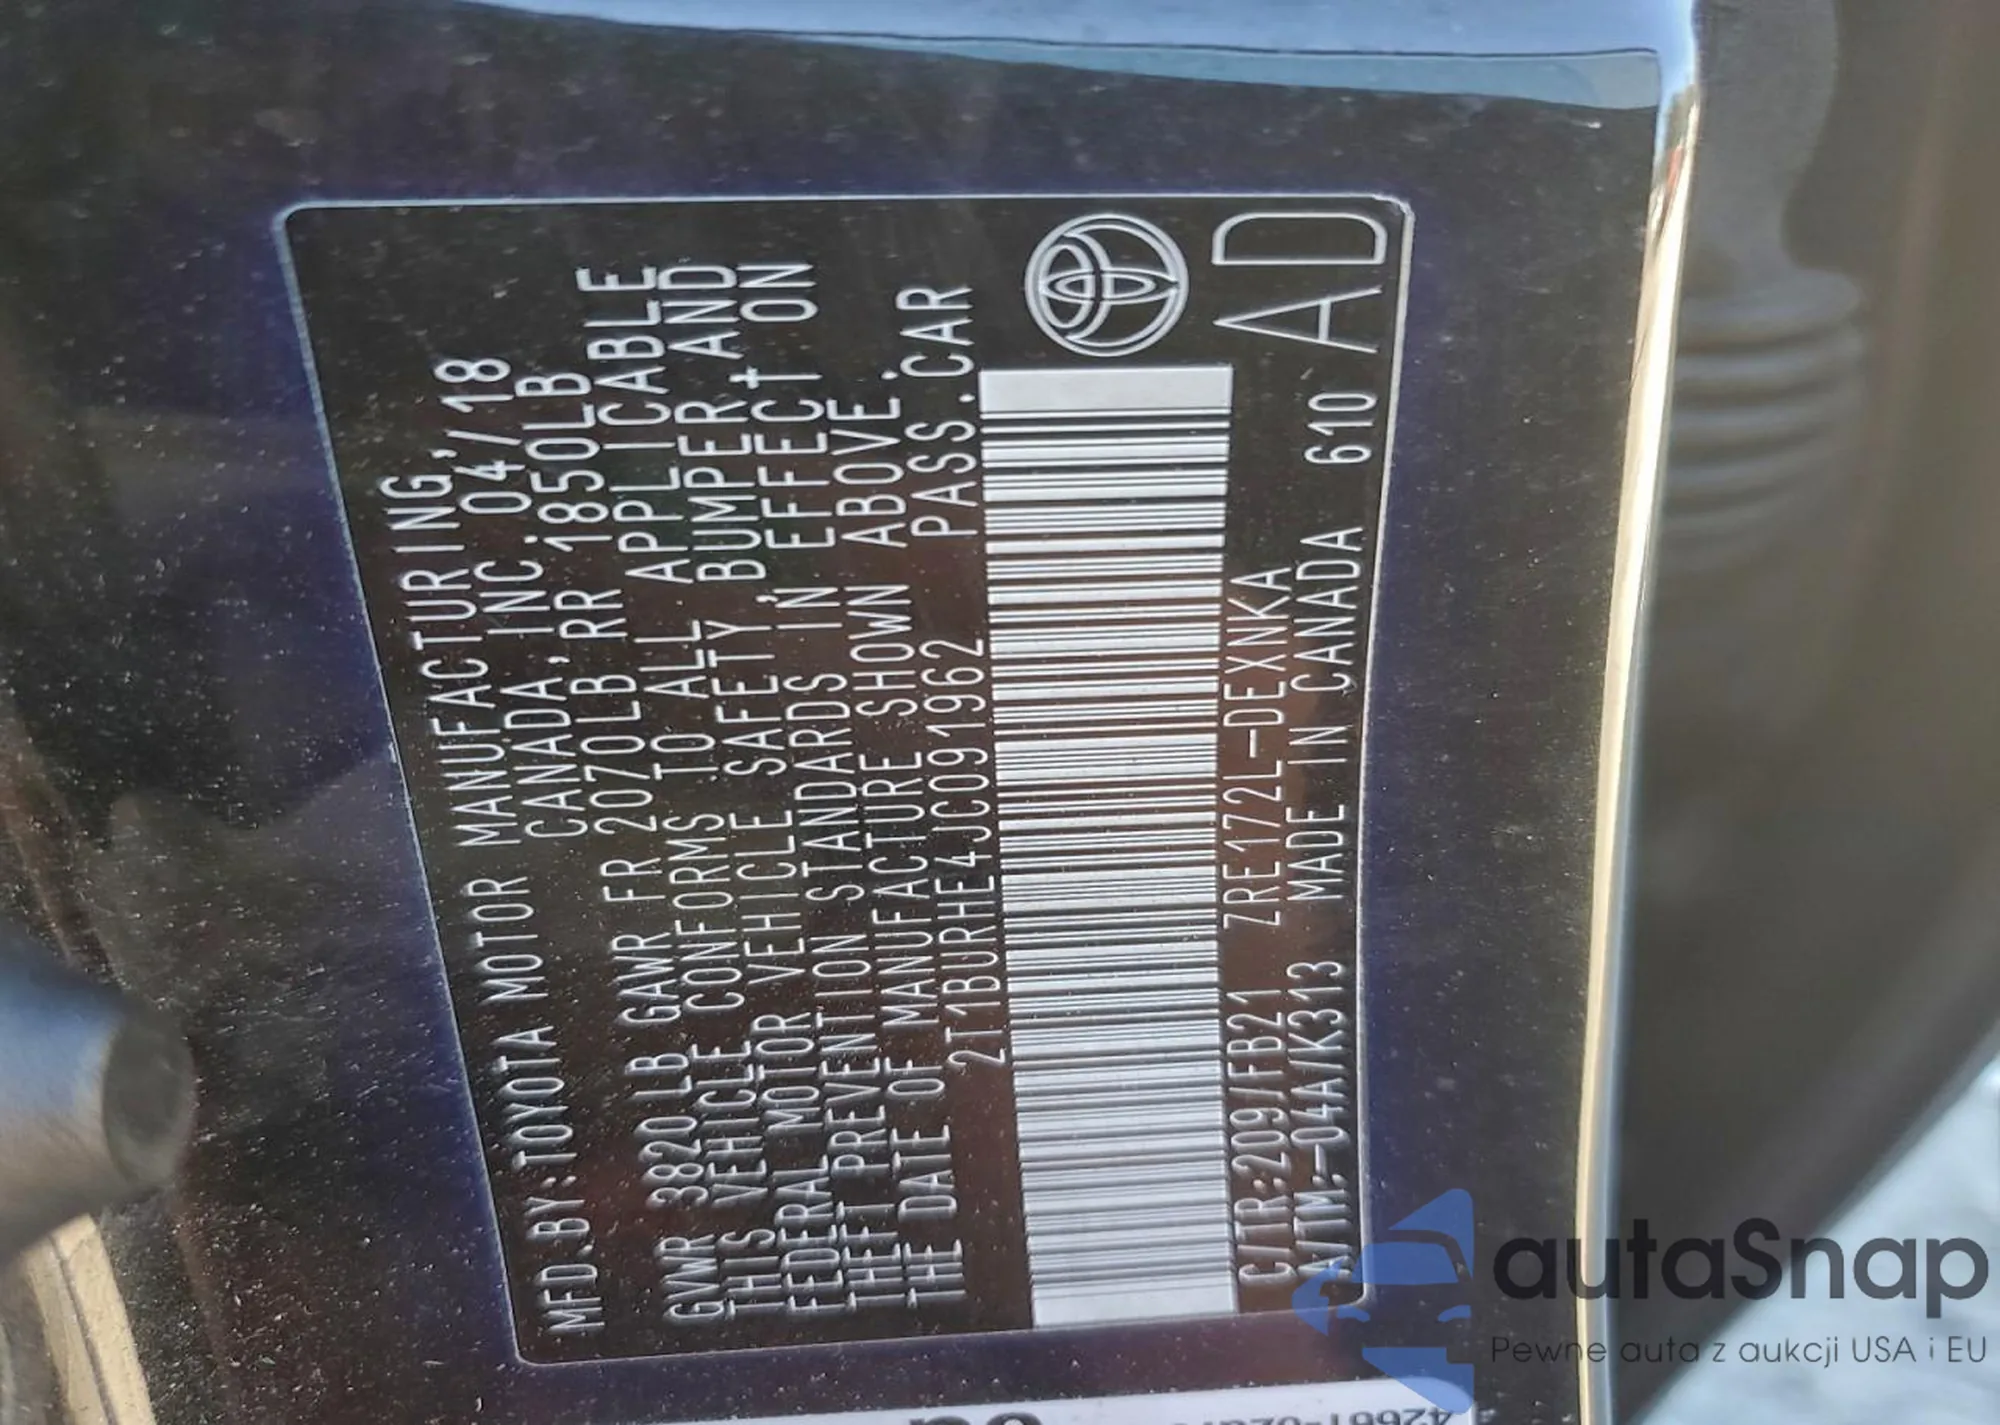 MFD.BY:TOYOTA MOTOR MANUFACTURING,
CANADA, INC. 04/18
CANADA, RR 1850LB
GVWR 3820 LB GAWR FR 2070LB
THIS VEHICLE CONFORMS TO ALL APPLICABLE
FEDERAL MOTOR VEHICLE SAFETY, BUMPER, AND
THEFT PREVENTION STANDARDS IN EFFECT ON
THE DATE OF MANUFACTURE SHOWN ABOVE.
2T1BURHE4JC091962 PASS.CAR
C/TR:209/FB21 ZRE172L-DEXNKA
A/TM:-04A/K313 MADE IN CANADA 610
AD
autaSnap
Pewne auta z aukcji USA i EU